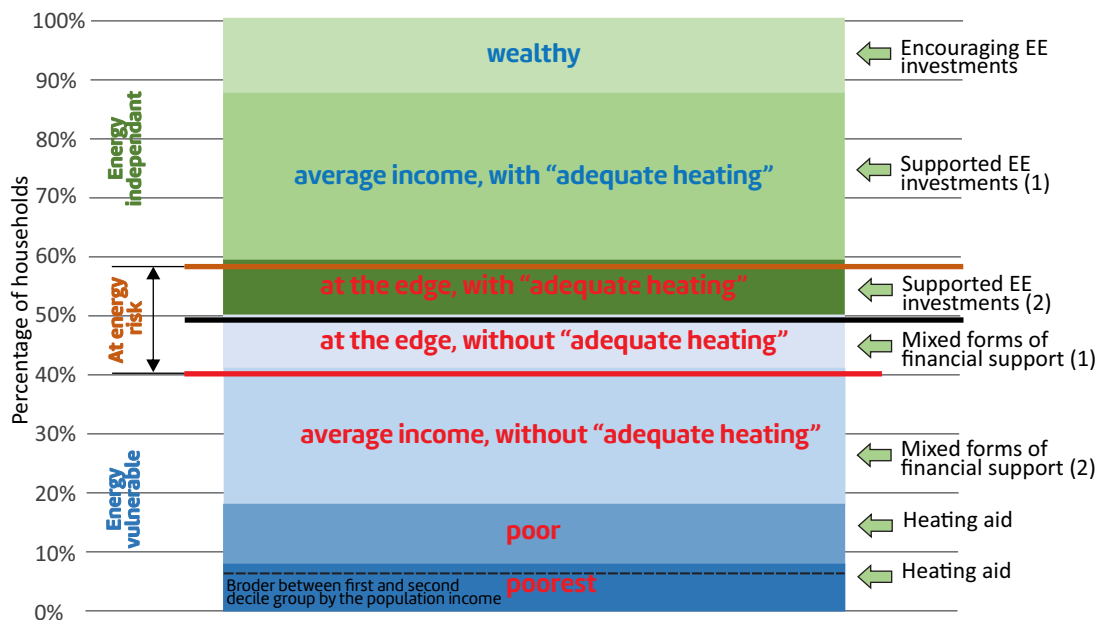 100%
wealthy
Encouraging EE
investments
90%
Energy
independant
80%
average income, with “adequate heating”
Supported EE
investments (1)
70%
Percentage of households
60%
at the edge, with “adequate heating”
Supported EE
investments (2)
At energy
risk
50%
at the edge, without “adequate heating”
Mixed forms of
financial support (1)
40%
average income, without “adequate heating”
30%
Mixed forms of
financial support (2)
Energy
vulnerable
20%
poor
Heating aid
10%
poorest
Heating aid
Broder between first and second
decile group by the population income
0%